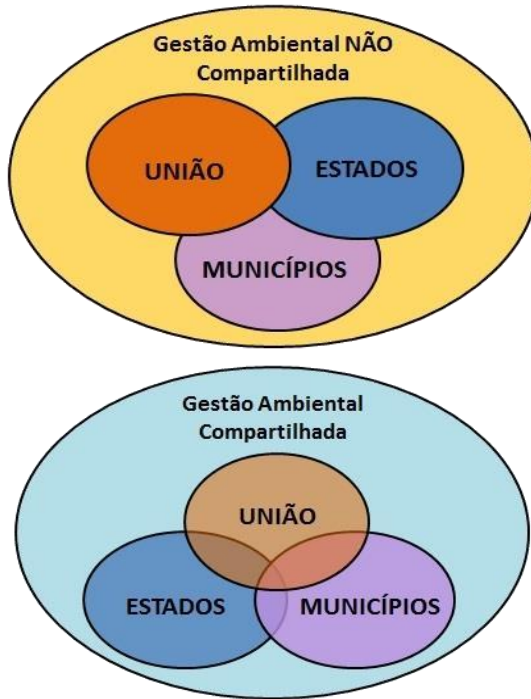 Gestão Ambiental NÃO
Compartilhada
UNIÃO
ESTADOS
MUNICÍPIOS
Gestão Ambiental
Compartilhada
UNIÃO
ESTADOS
MUNICÍPIOS